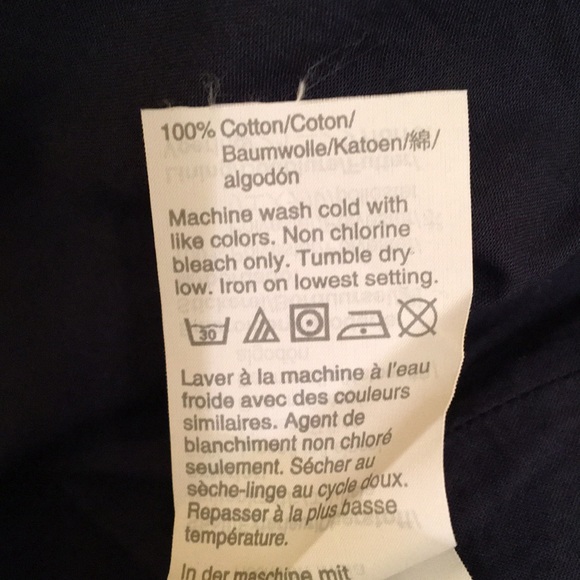 100% Cotton/Coton/
Baumwolle/Katoen/綿/
algodón
Machine wash cold with
like colors. Non chlorine
bleach only. Tumble dry
low. Iron on lowest setting.
30
Laver à la machine à l'eau
froide avec des couleurs
similaires. Agent de
blanchiment non chloré
seulement. Sécher au
sèche-linge au cycle doux.
Repasser à la plus basse
température.
In der maschine mit